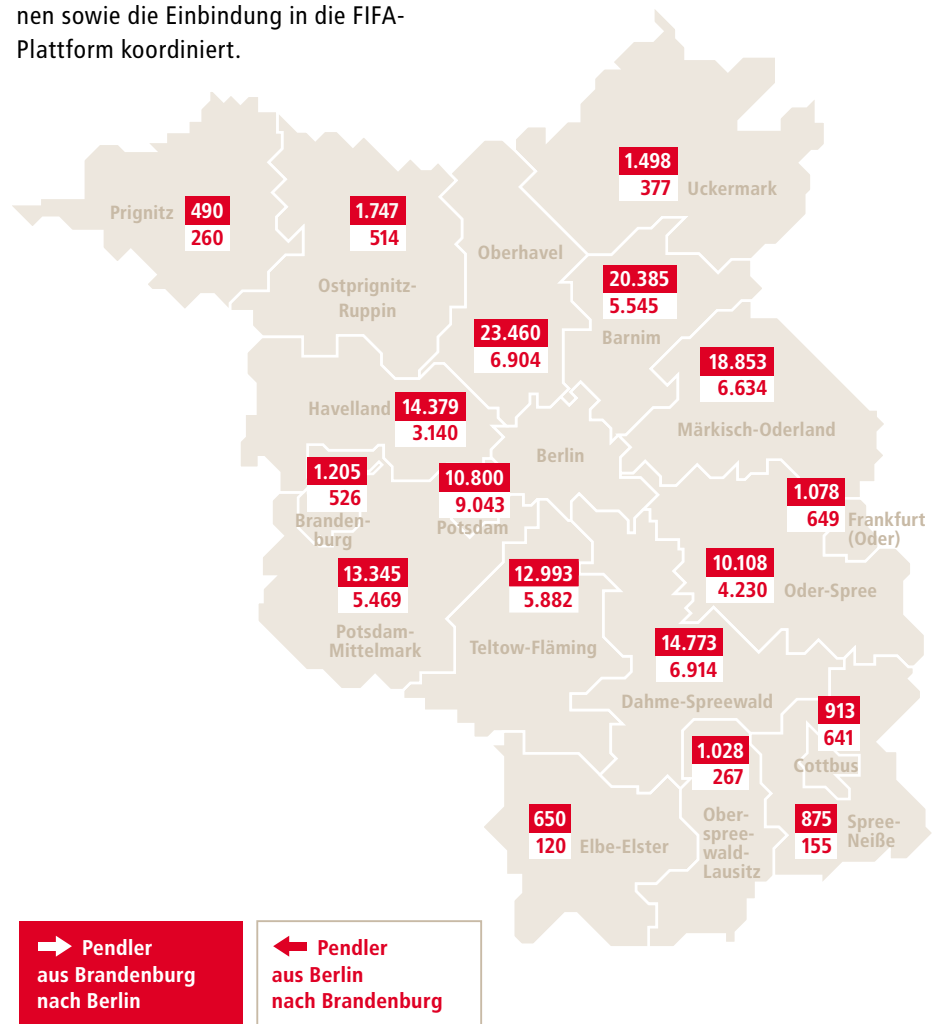 nen sowie die Einbindung in die FIFA-
Plattform koordiniert.
1.498
377
Uckermark
Prignitz
490
260
1.747
514
Ostprignitz-
Ruppin
Oberhavel
23.460
6.904
20.385
5.545
Barnim
18.853
6.634
Märkisch-Oderland
Havelland
14.379
3.140
Berlin
1.205
526
Branden-
burg
10.800
9.043
Potsdam
1.078
649
Frankfurt
(Oder)
13.345
5.469
Potsdam-
Mittelmark
12.993
5.882
Teltow-Fläming
10.108
4.230
Oder-Spree
14.773
6.914
Dahme-Spreewald
913
641
Cottbus
1.028
267
Ober-
spree-
wald-
Lausitz
650
120
Elbe-Elster
875
155
Spree-
Neiße
Pendler
aus Brandenburg
nach Berlin
Pendler
aus Berlin
nach Brandenburg